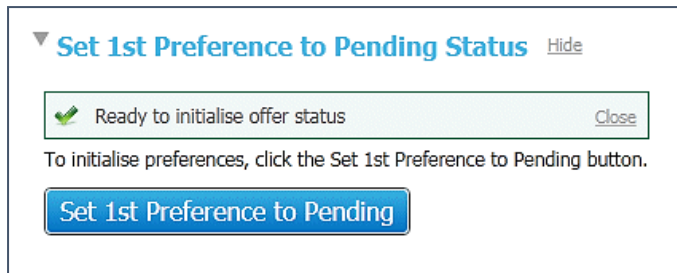 Set 1st Preference to Pending Status Hide
Ready to initialise offer status Close
To initialise preferences, click the Set 1st Preference to Pending button.
Set 1st Preference to Pending